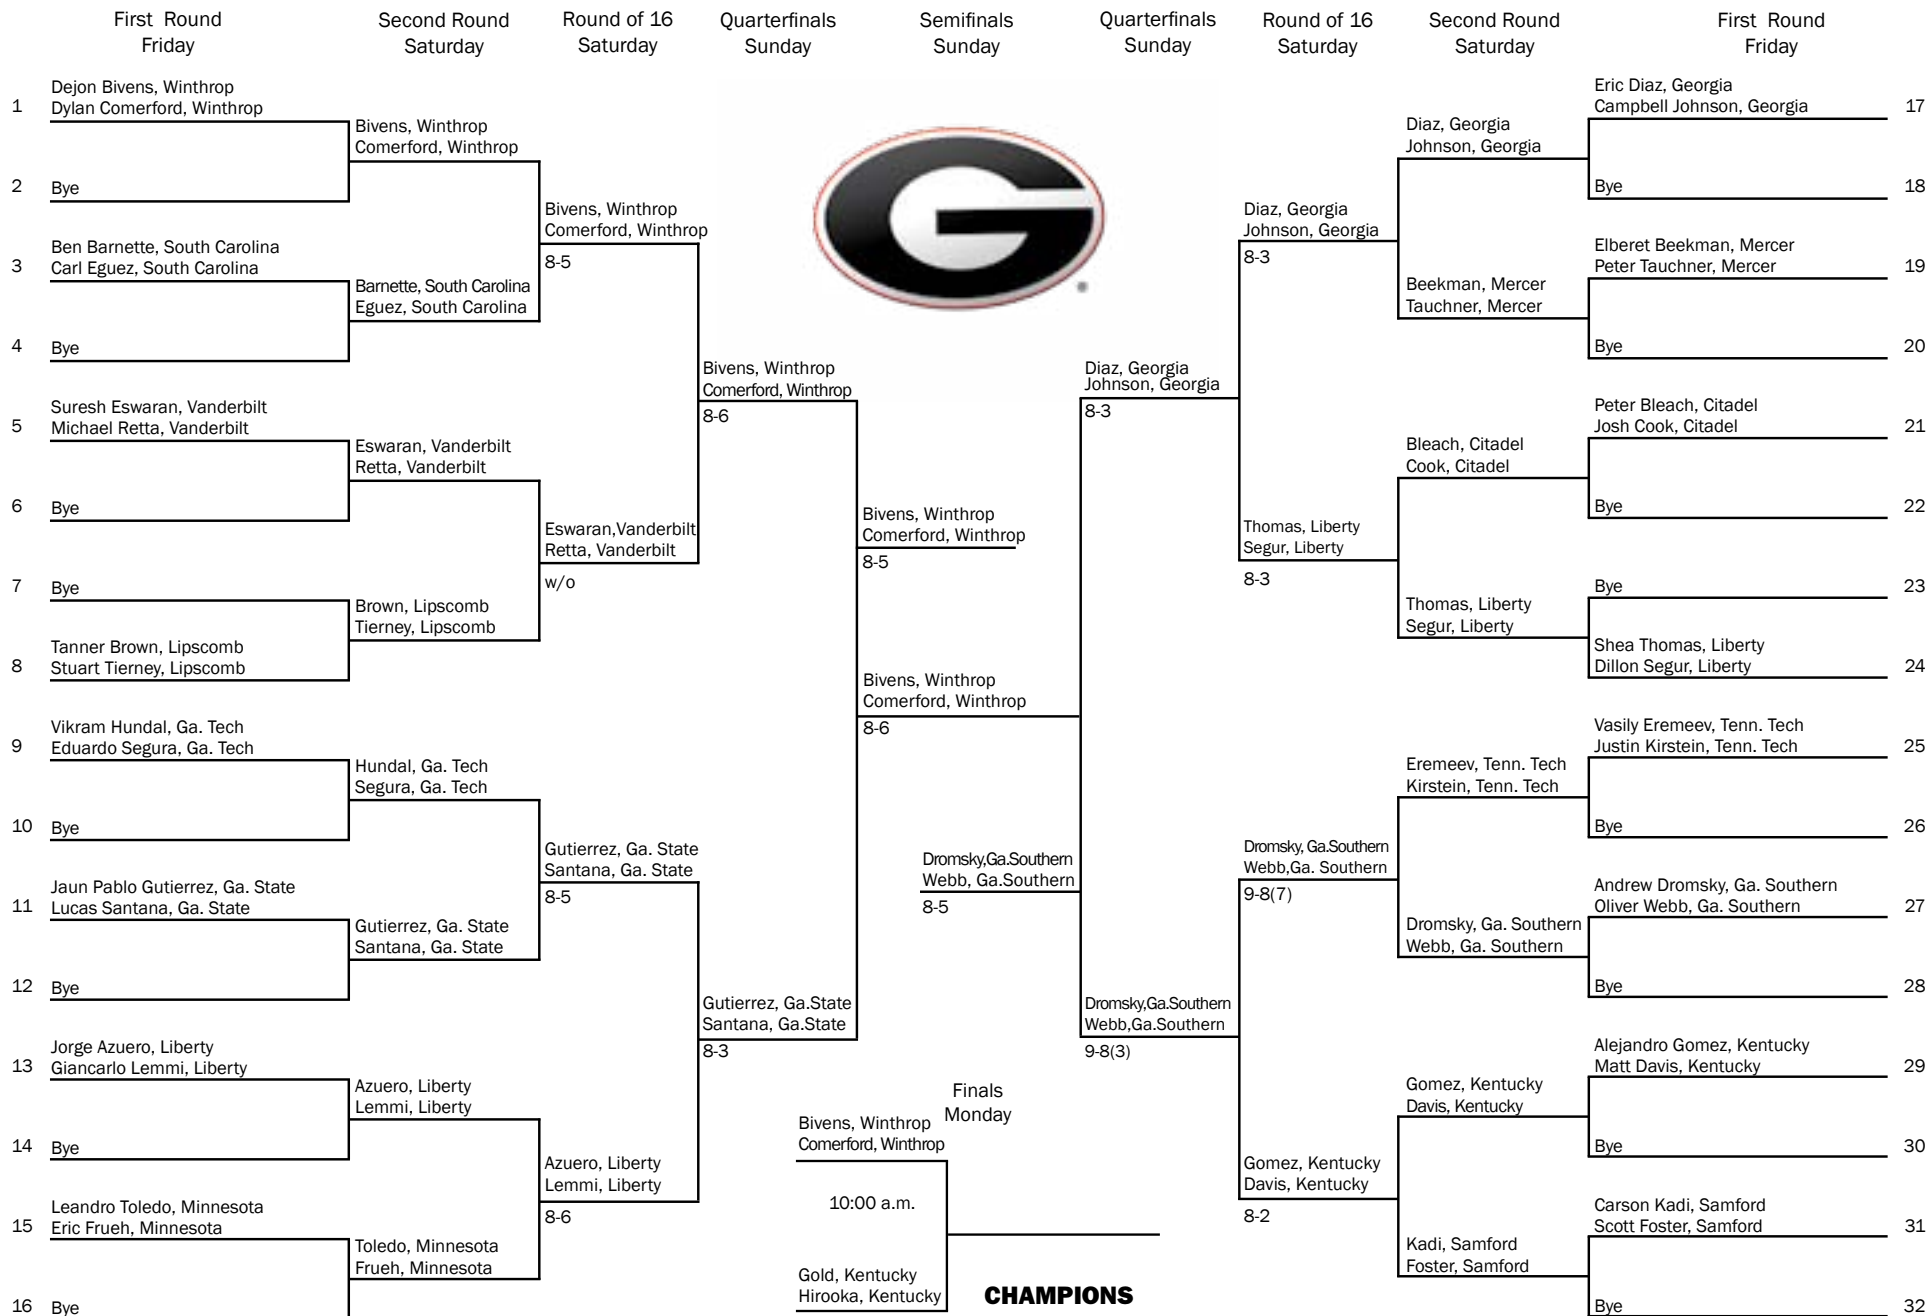 First Round
Friday
Second Round
Saturday
Round of 16
Saturday
Quarterfinals
Sunday
Semifinals
Sunday
Quarterfinals
Sunday
Round of 16
Saturday
Second Round
Saturday
First Round
Friday
1
Dejon Bivens, Winthrop
Dylan Comerford, Winthrop
2
Bye
3
Ben Barnette, South Carolina
Carl Eguez, South Carolina
4
Bye
5
Suresh Eswaran, Vanderbilt
Michael Retta, Vanderbilt
6
Bye
7
Bye
8
Tanner Brown, Lipscomb
Stuart Tierney, Lipscomb
9
Vikram Hundal, Ga. Tech
Eduardo Segura, Ga. Tech
10
Bye
11
Jaun Pablo Gutierrez, Ga. State
Lucas Santana, Ga. State
12
Bye
13
Jorge Azuero, Liberty
Giancarlo Lemmi, Liberty
14
Bye
15
Leandro Toledo, Minnesota
Eric Frueh, Minnesota
16
Bye
Bivens, Winthrop
Comerford, Winthrop
Barnette, South Carolina
Eguez, South Carolina
Eswaran, Vanderbilt
Retta, Vanderbilt
Brown, Lipscomb
Tierney, Lipscomb
Hundal, Ga. Tech
Segura, Ga. Tech
Gutierrez, Ga. State
Santana, Ga. State
Azuero, Liberty
Lemmi, Liberty
Toledo, Minnesota
Frueh, Minnesota
Bivens, Winthrop
Comerford, Winthrop
8-5
Eswaran,Vanderbilt
Retta, Vanderbilt
w/o
Gutierrez, Ga. State
Santana, Ga. State
8-5
Azuero, Liberty
Lemmi, Liberty
8-6
Bivens, Winthrop
Comerford, Winthrop
8-6
Gutierrez, Ga.State
Santana, Ga.State
8-3
G
®
Bivens, Winthrop
Comerford, Winthrop
8-5
Bivens, Winthrop
Comerford, Winthrop
8-6
Dromsky,Ga.Southern
Webb, Ga.Southern
8-5
Finals
Monday
Bivens, Winthrop
Comerford, Winthrop
10:00 a.m.
Gold, Kentucky
Hirooka, Kentucky
CHAMPIONS
Diaz, Georgia
Johnson, Georgia
8-3
Dromsky,Ga.Southern
Webb,Ga.Southern
9-8(3)
Diaz, Georgia
Johnson, Georgia
8-3
Thomas, Liberty
Segur, Liberty
8-3
Dromsky, Ga.Southern
Webb,Ga. Southern
9-8(7)
Gomez, Kentucky
Davis, Kentucky
8-2
Diaz, Georgia
Johnson, Georgia
Beekman, Mercer
Tauchner, Mercer
Bleach, Citadel
Cook, Citadel
Thomas, Liberty
Segur, Liberty
Eremeev, Tenn. Tech
Kirstein, Tenn. Tech
Dromsky, Ga. Southern
Webb, Ga. Southern
Gomez, Kentucky
Davis, Kentucky
Kadi, Samford
Foster, Samford
Eric Diaz, Georgia
Campbell Johnson, Georgia
17
Bye
18
Elberet Beekman, Mercer
Peter Tauchner, Mercer
19
Bye
20
Peter Bleach, Citadel
Josh Cook, Citadel
21
Bye
22
Bye
23
Shea Thomas, Liberty
Dillon Segur, Liberty
24
Vasily Eremeev, Tenn. Tech
Justin Kirstein, Tenn. Tech
25
Bye
26
Andrew Dromsky, Ga. Southern
Oliver Webb, Ga. Southern
27
Bye
28
Alejandro Gomez, Kentucky
Matt Davis, Kentucky
29
Bye
30
Carson Kadi, Samford
Scott Foster, Samford
31
Bye
32